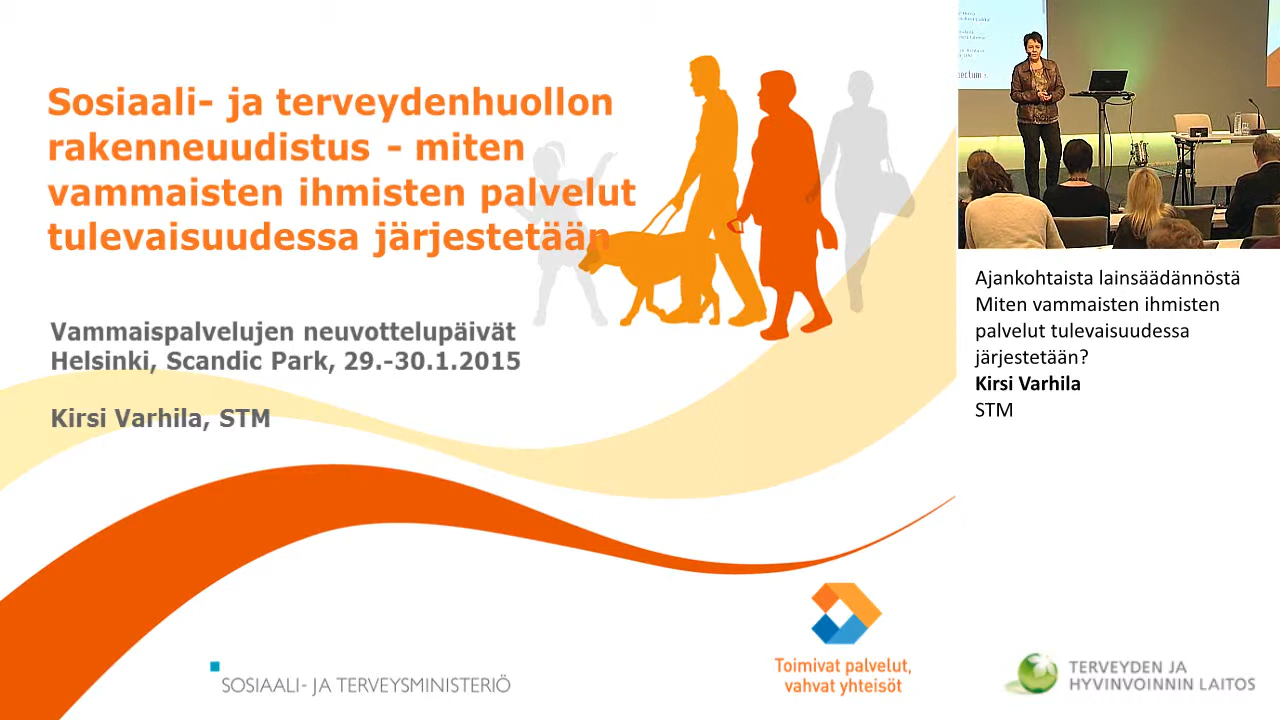 Sosiaali- ja terveydenhuollon
rakenneuudistus - miten
vammaisten ihmisten palvelut
tulevaisuudessa järjestetään
Vammaispalvelujen neuvottelupäivät
Helsinki, Scandic Park, 29.-30.1.2015
Kirsi Varhila, STM
SOSIAALI- JA TERVEYSMINISTERIÖ
Toimivat palvelut,
vahvat yhteisöt
Ajankohtaista lainsäädännöstä
Miten vammaisten ihmisten
palvelut tulevaisuudessa
järjestetään?
Kirsi Varhila
STM
TERVEYDEN JA
HYVINVOINNIN LAITOS